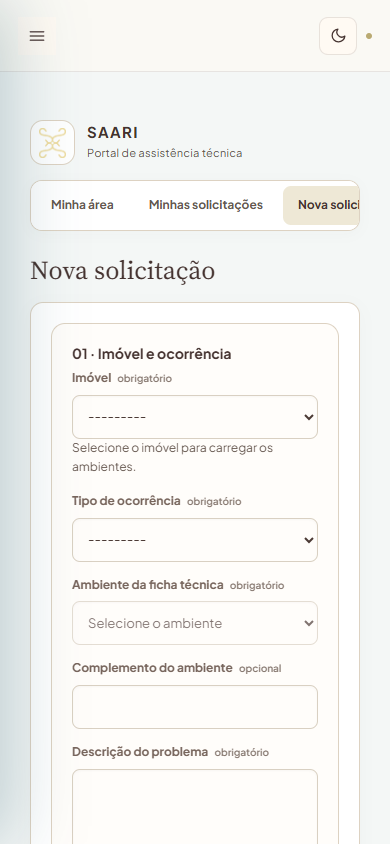 SAARI
Portal de assistência técnica
Minha área
Minhas solicitações
Nova solici
Nova solicitação
01 · Imóvel e ocorrência
Imóvel obrigatório
---------
Selecione o imóvel para carregar os
ambientes.
Tipo de ocorrência obrigatório
---------
Ambiente da ficha técnica obrigatório
Selecione o ambiente
Complemento do ambiente opcional
Descrição do problema obrigatório